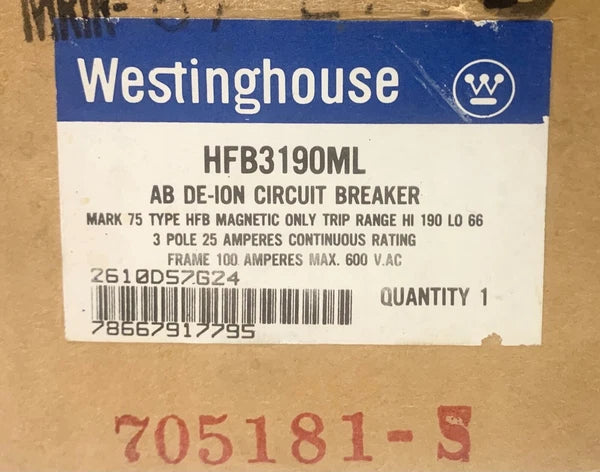 Westinghouse
HFB3190ML
AB DE-ION CIRCUIT BREAKER
MARK 75 TYPE HFB MAGNETIC ONLY TRIP RANGE HI 190 LO 66
3 POLE 25 AMPERES CONTINUOUS RATING
FRAME 100 AMPERES MAX. 600 V.AC
2610D57G24
QUANTITY 1
78667917795
705181-S